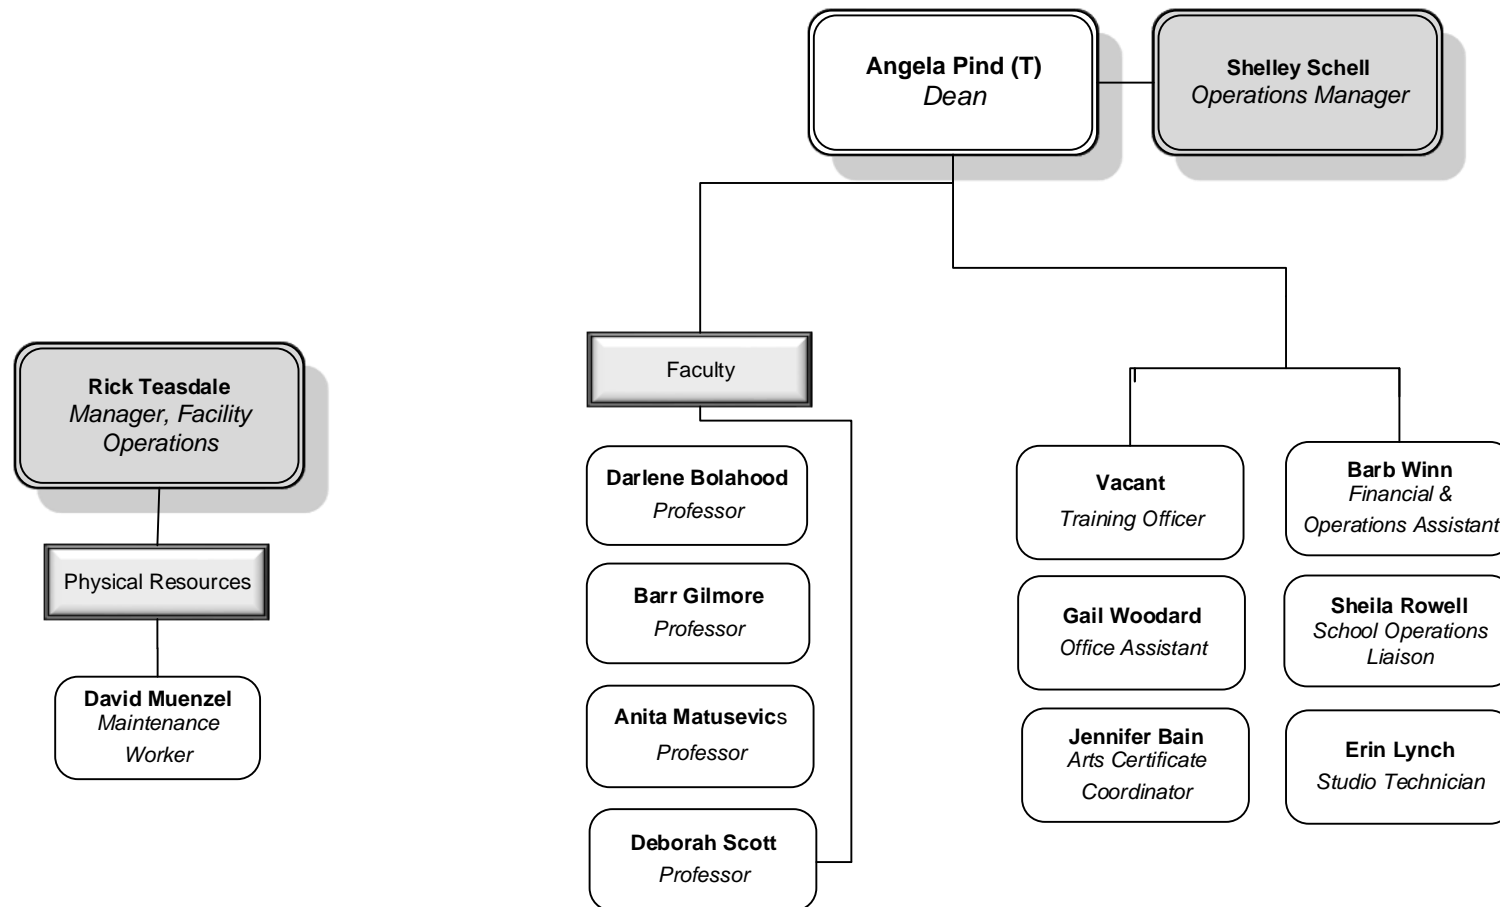 Angela Pind (T)
Dean
Shelley Schell
Operations Manager
Rick Teasdale
Manager, Facility
Operations
Physical Resources
David Muenzel
Maintenance
Worker
Faculty
Darlene Bolahood
Professor
Barr Gilmore
Professor
Anita Matusevics
Professor
Deborah Scott
Professor
Vacant
Training Officer
Gail Woodard
Office Assistant
Jennifer Bain
Arts Certificate
Coordinator
Barb Winn
Financial &
Operations Assistant
Sheila Rowell
School Operations
Liaison
Erin Lynch
Studio Technician